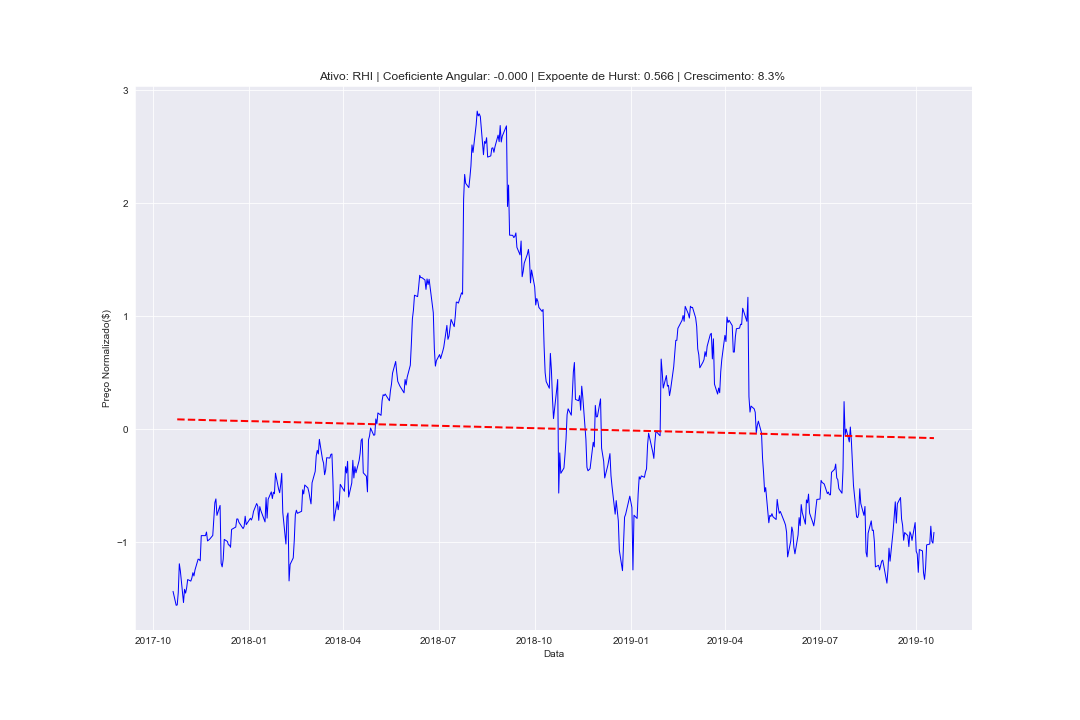 Ativo: RHI | Coeficiente Angular: -0.000 | Expoente de Hurst: 0.566 | Crescimento: 8.3%
3
2
1
0
−1
Preço Normalizado($)
2017-10 2018-01 2018-04 2018-07 2018-10 2019-01 2019-04 2019-07 2019-10
Data